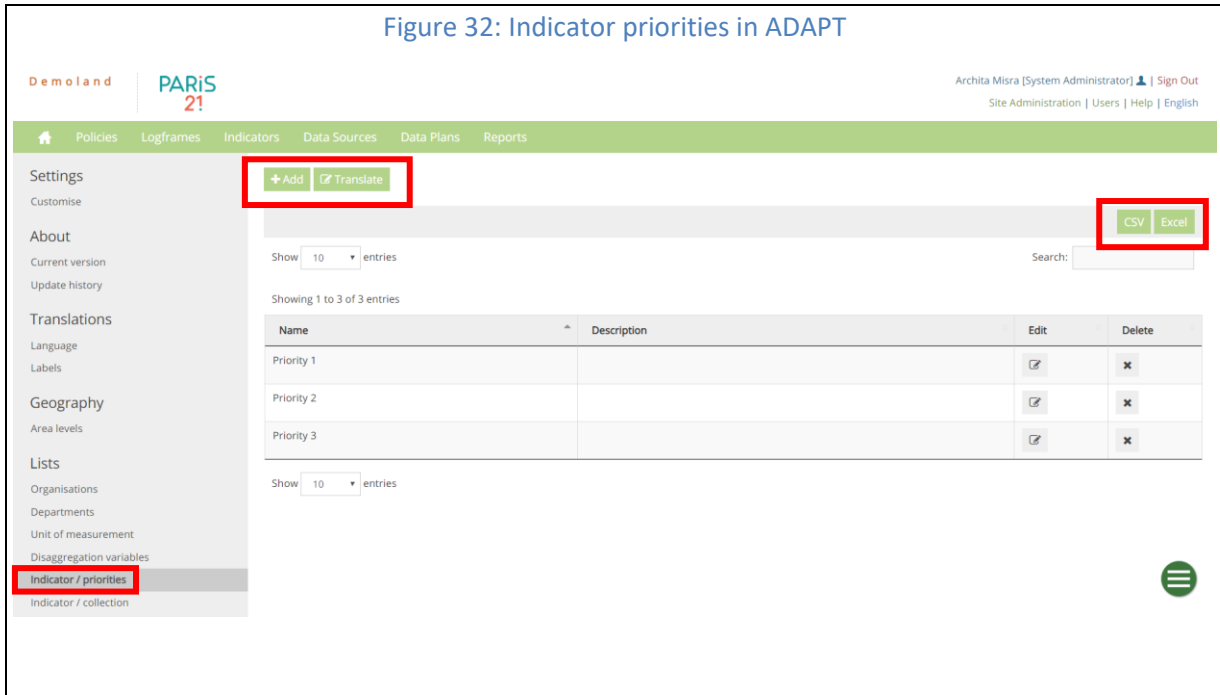 Figure 32: Indicator priorities in ADAPT
Demoland
PARiS
21
Archita Misra [System Administrator] | Sign Out
Site Administration | Users | Help | English
Policies Logframes Indicators Data Sources Data Plans Reports
Settings
Customise
About
Current version
Update history
Translations
Language
Labels
Geography
Area levels
Lists
Organisations
Departments
Unit of measurement
Disaggregation variables
Indicator / priorities
Indicator / collection
Add Translate
CSV Excel
Show 10 entries Search:
Showing 1 to 3 of 3 entries
Name Description Edit Delete
Priority 1
Priority 2
Priority 3
Show 10 entries